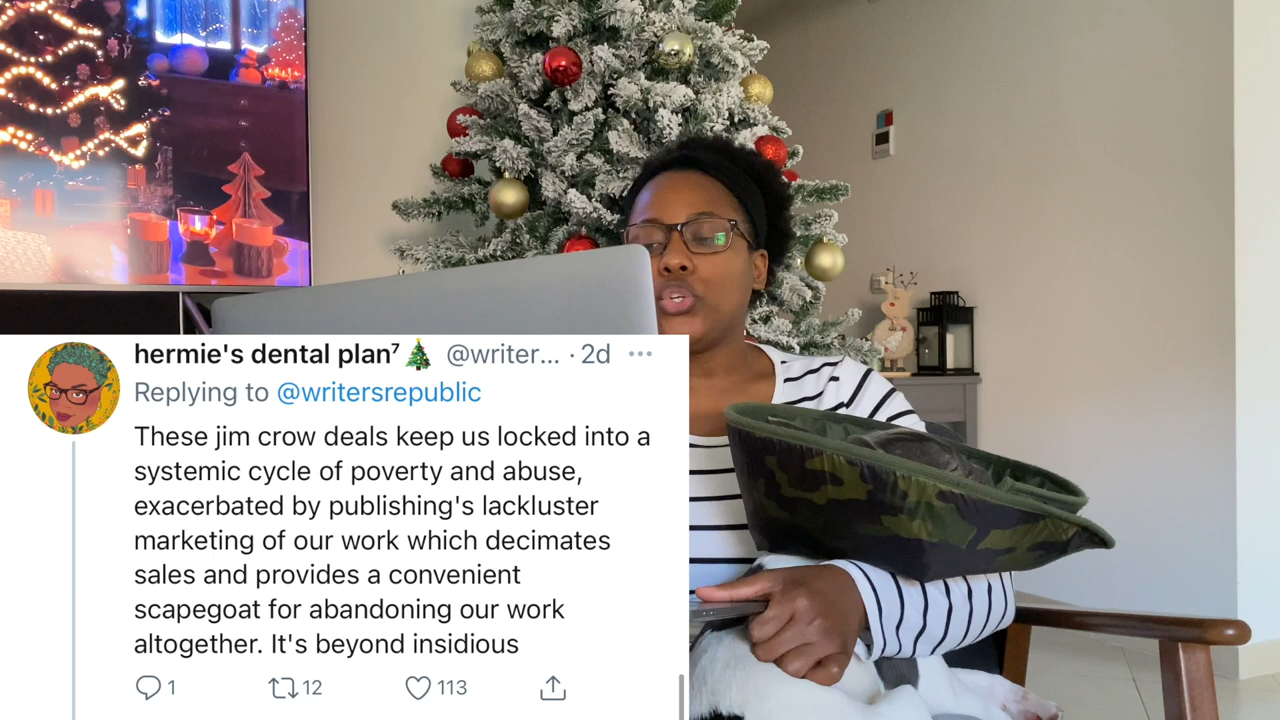 hermie's dental plan⁷🎄 @writer... · 2d ···
Replying to @writersrepublic
These jim crow deals keep us locked into a
systemic cycle of poverty and abuse,
exacerbated by publishing's lackluster
marketing of our work which decimates
sales and provides a convenient
scapegoat for abandoning our work
altogether. It's beyond insidious
1 12 113